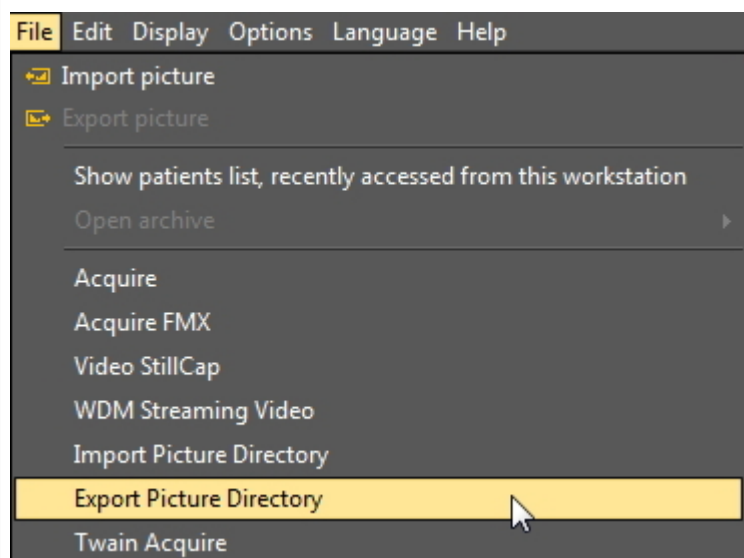 File Edit Display Options Language Help
Import picture
Export picture
Show patients list, recently accessed from this workstation
Open archive
Acquire
Acquire FMX
Video StillCap
WDM Streaming Video
Import Picture Directory
Export Picture Directory
Twain Acquire